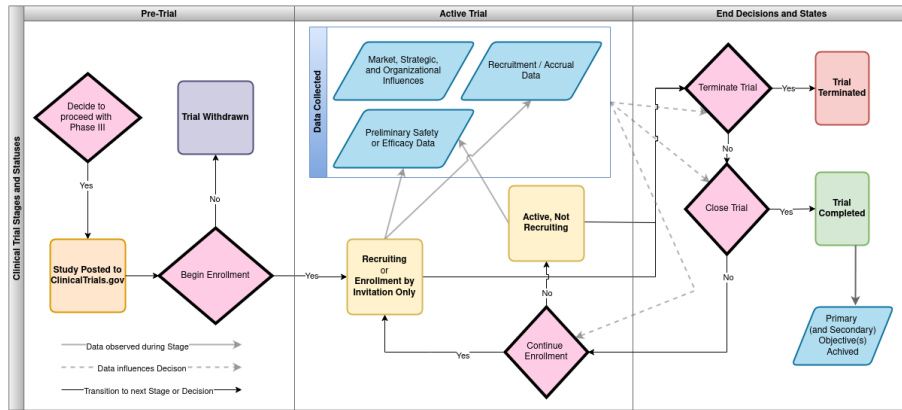 Pre-Trial
Active Trial
End Decisions and States
Clinical Trial Stages and Statuses
Decide to
proceed with
Phase III
Trial Withdrawn
Yes
No
Study Posted to
ClinicalTrials.gov
Begin Enrollment
Yes
Data observed during Stage
Data influences Decison
Transition to next Stage or Decision
Data Collected
Market, Strategic,
and Organizational
Influences
Recruitment / Accrual
Data
Preliminary Safety
or Efficacy Data
Active, Not
Recruiting
Recruiting
or
Enrollment by
Invitation Only
No
Yes
Continue
Enrollment
Terminate Trial
Yes
Trial
Terminated
No
Close Trial
Yes
Trial
Completed
No
Primary
(and Secondary)
Objective(s)
Achived